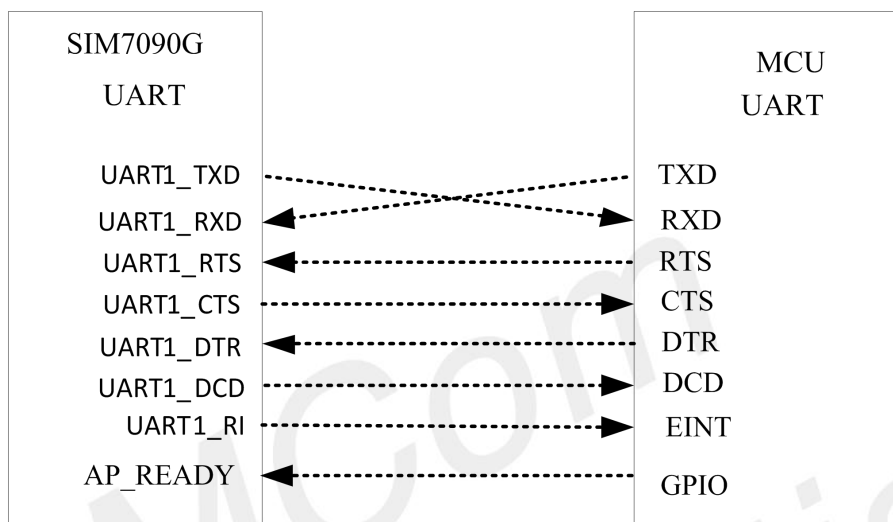 SIM7090G
UART
MCU
UART
UART1_TXD
TXD
UART1_RXD
RXD
UART1_RTS
RTS
UART1_CTS
CTS
UART1_DTR
DTR
UART1_DCD
DCD
UART1_RI
EINT
AP_READY
GPIO
MCom